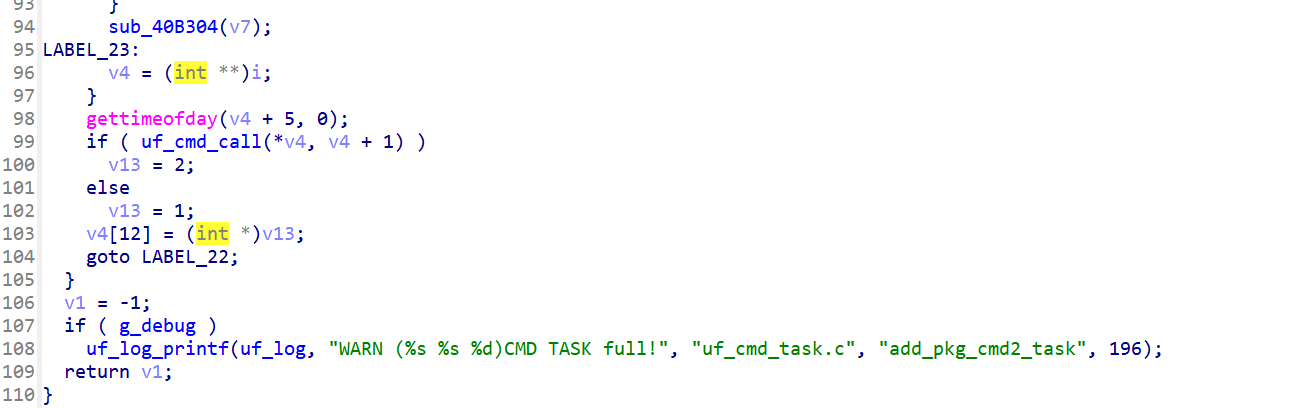 93 }
94 sub_40B304(v7);
95 LABEL_23:
96 v4 = (int **)i;
97 }
98 gettimeofday(v4 + 5, 0);
99 if ( uf_cmd_call(*v4, v4 + 1) )
100 v13 = 2;
101 else
102 v13 = 1;
103 v4[12] = (int *)v13;
104 goto LABEL_22;
105 }
106 v1 = -1;
107 if ( g_debug )
108 uf_log_printf(uf_log, "WARN (%s %s %d)CMD TASK full!", "uf_cmd_task.c", "add_pkg_cmd2_task", 196);
109 return v1;
110 }